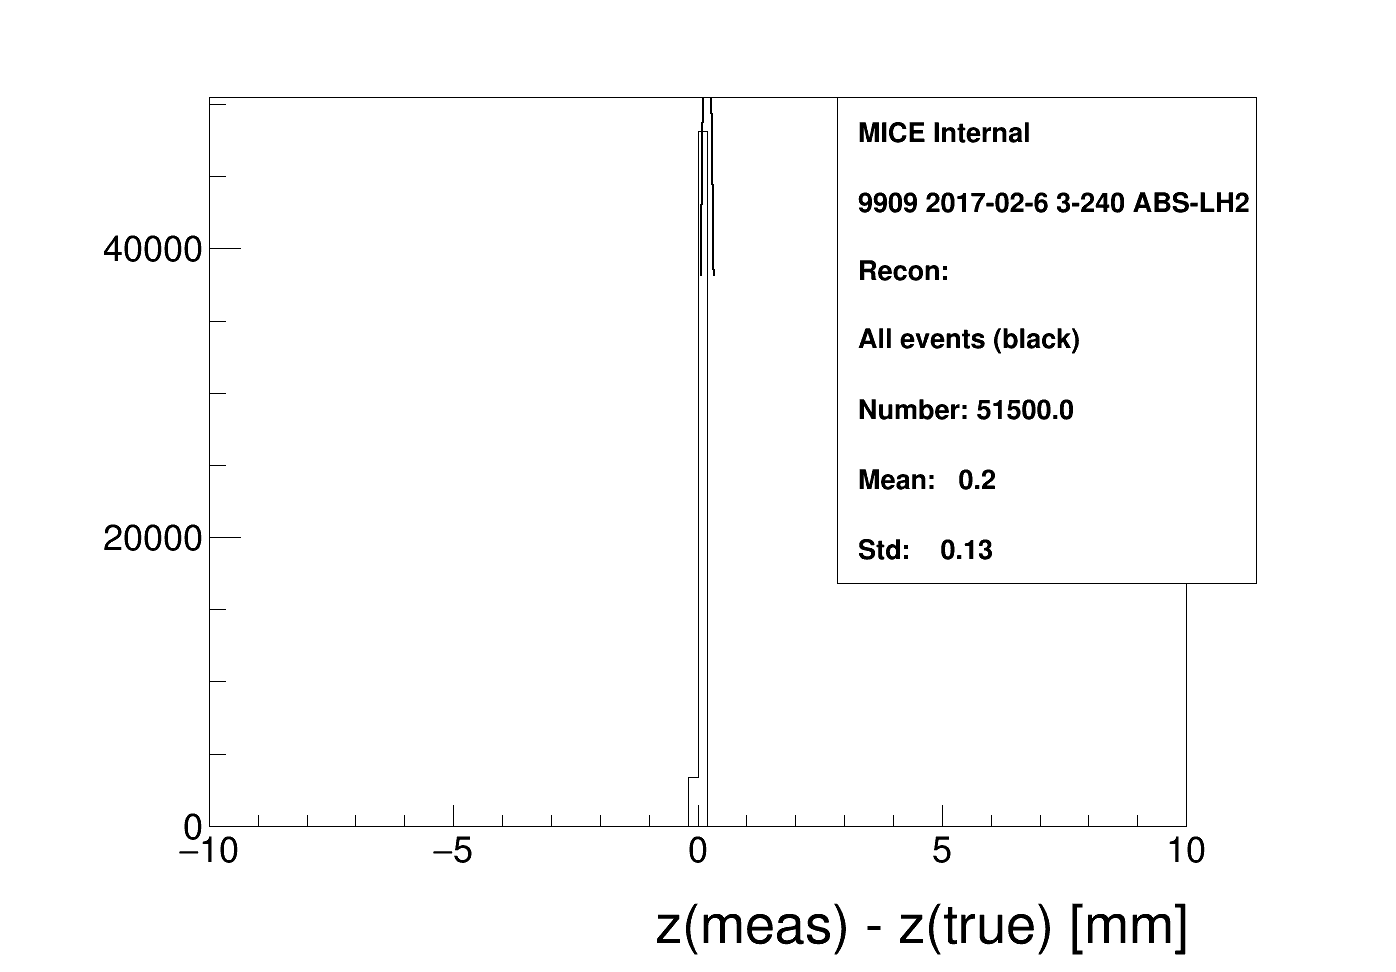 MICE Internal
9909 2017-02-6 3-240 ABS-LH2
Recon:
All events (black)
Number: 51500.0
Mean: 0.2
Std: 0.13
40000
20000
0
−10 −5 0 5 10
z(meas) - z(true) [mm]